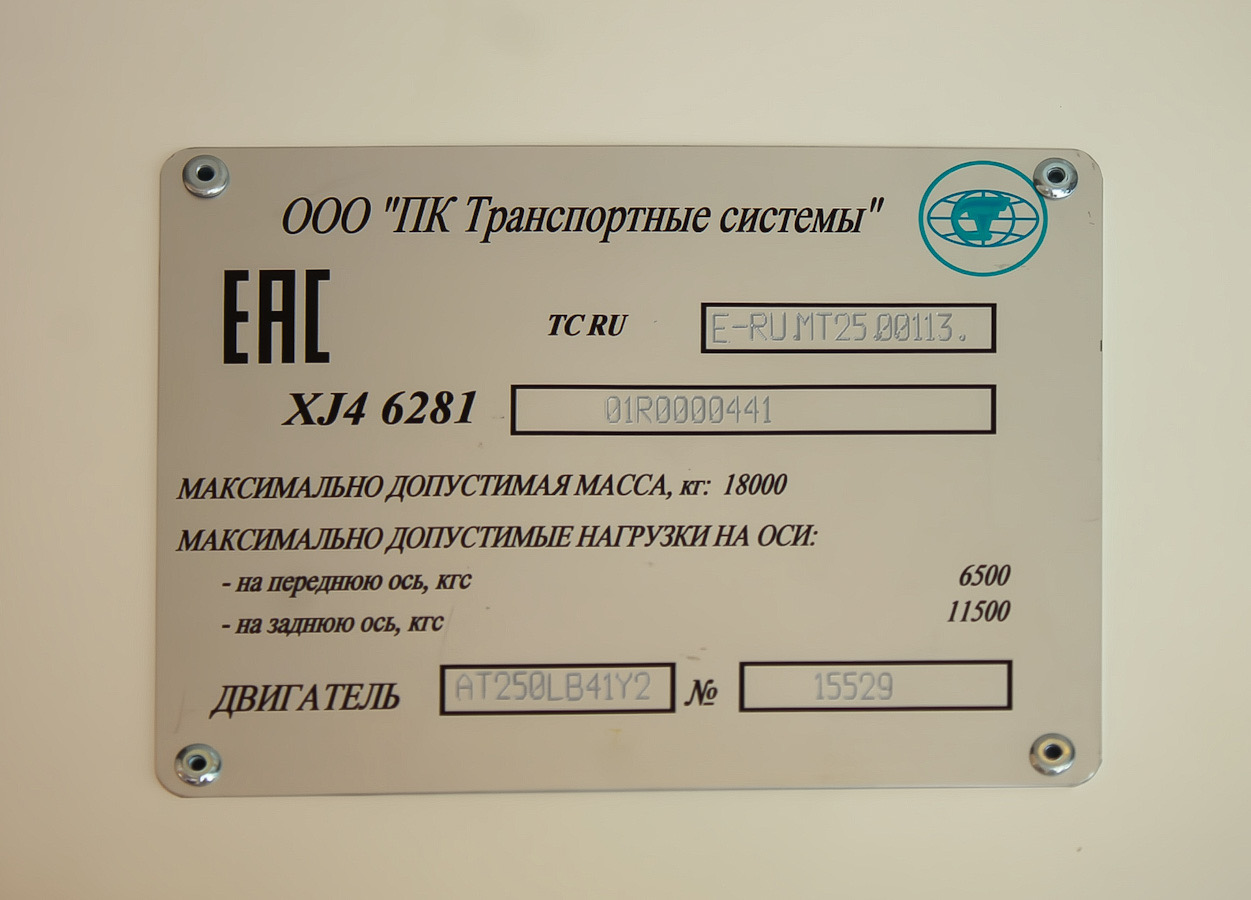 ООО "ПК Транспортные системы"
ЕАС
TC RU E-RU.MT25.00113.
XJ4 6281 01R0000441
МАКСИМАЛЬНО ДОПУСТИМАЯ МАССА, кг: 18000
МАКСИМАЛЬНО ДОПУСТИМЫЕ НАГРУЗКИ НА ОСИ:
- на переднюю ось, кгс 6500
- на заднюю ось, кгс 11500
ДВИГАТЕЛЬ АТ250LB41Y2 № 15529